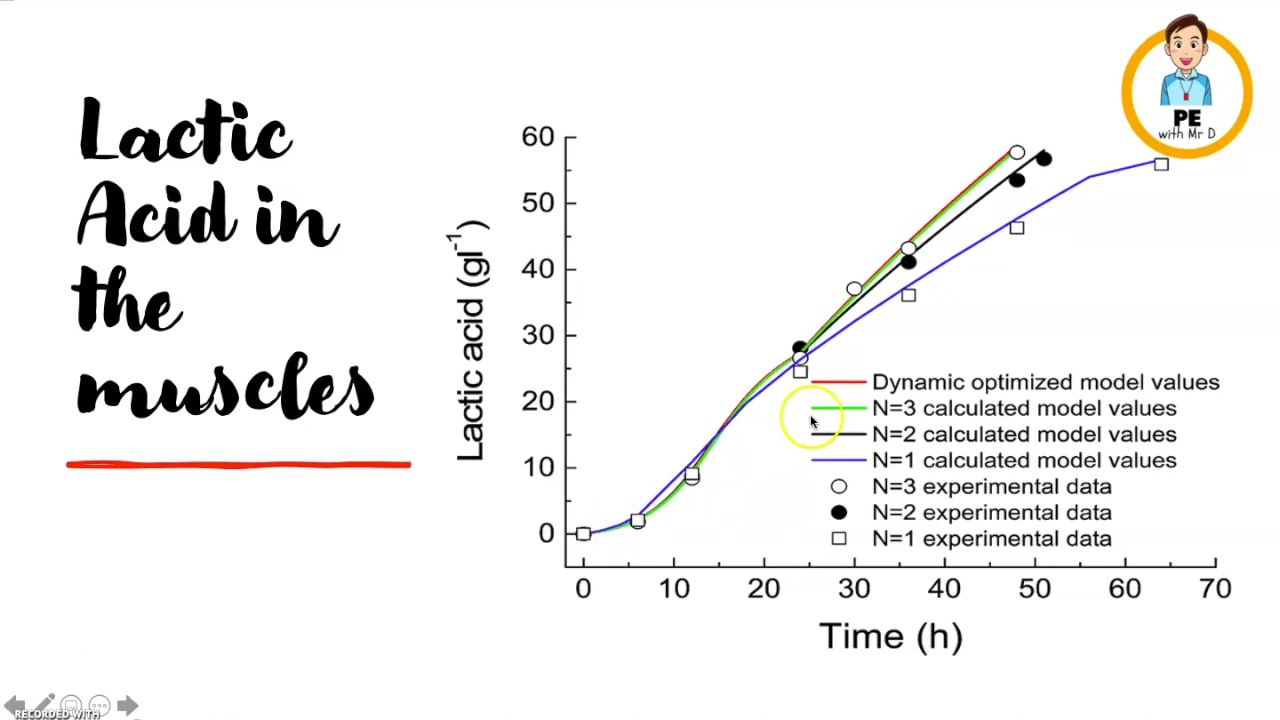 Lactic
Acid in
the
muscles
PE
with Mr D
60
50
40
30
20
10
0
Lactic acid (gl⁻¹)
Dynamic optimized model values
N=3 calculated model values
N=2 calculated model values
N=1 calculated model values
N=3 experimental data
N=2 experimental data
N=1 experimental data
0 10 20 30 40 50 60 70
Time (h)
RECORDED WITH